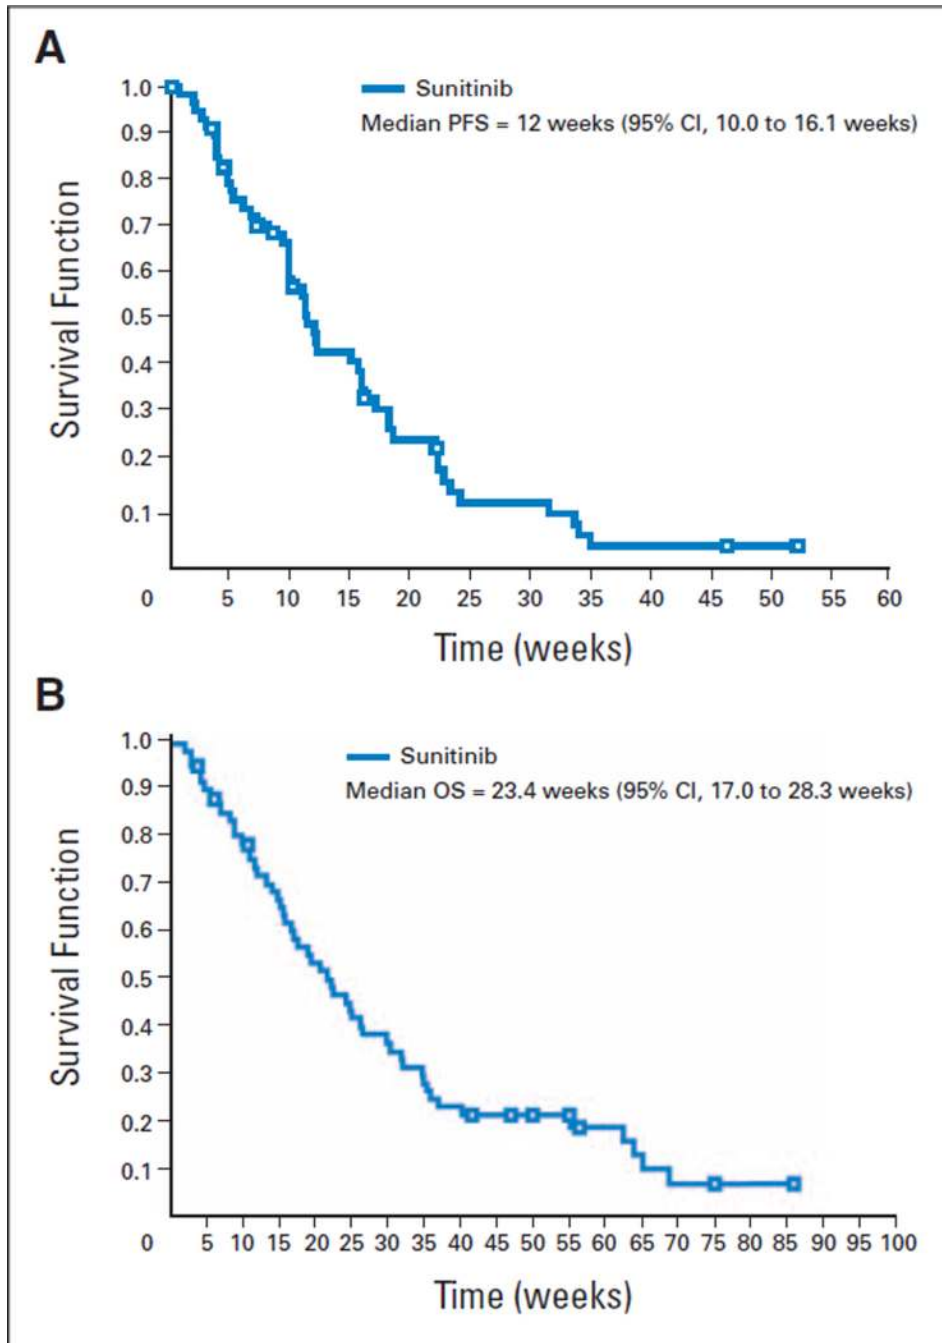 A
Sunitinib
Median PFS = 12 weeks (95% CI, 10.0 to 16.1 weeks)
Survival Function
1.0
0.9
0.8
0.7
0.6
0.5
0.4
0.3
0.2
0.1
0 5 10 15 20 25 30 35 40 45 50 55 60
Time (weeks)
B
Sunitinib
Median OS = 23.4 weeks (95% CI, 17.0 to 28.3 weeks)
Survival Function
1.0
0.9
0.8
0.7
0.6
0.5
0.4
0.3
0.2
0.1
0 5 10 15 20 25 30 35 40 45 50 55 60 65 70 75 80 85 90 95 100
Time (weeks)